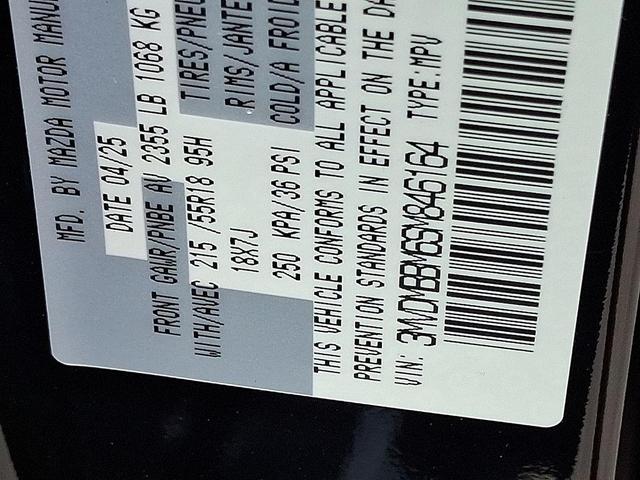 MFD. BY MAZDA MOTOR MANU
DATE 04/25
FRONT GAWR/PNBE AV 2355 LB 1068 KG
WITH/AVEC 215 /55R18 95H TIRES/PNEU
18X7J RIMS/JANTE
250 KPA/36 PSI COLD/A FROID
THIS VEHICLE CONFORMS TO ALL APPLICABLE
PREVENTION STANDARDS IN EFFECT ON THE DA
VIN: 3MVDMBBM6SM846164 TYPE:MPV